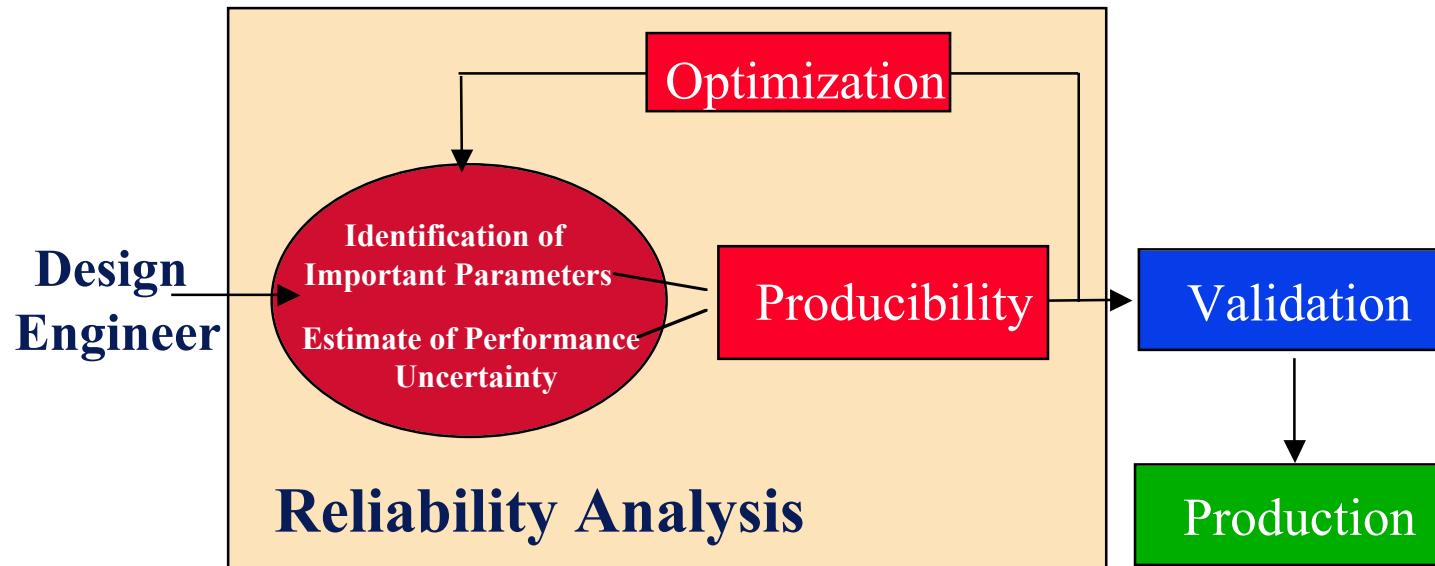 Optimization
Identification of
Important Parameters
Estimate of Performance
Uncertainty
Design
Engineer
Producibility
Validation
Reliability Analysis
Production